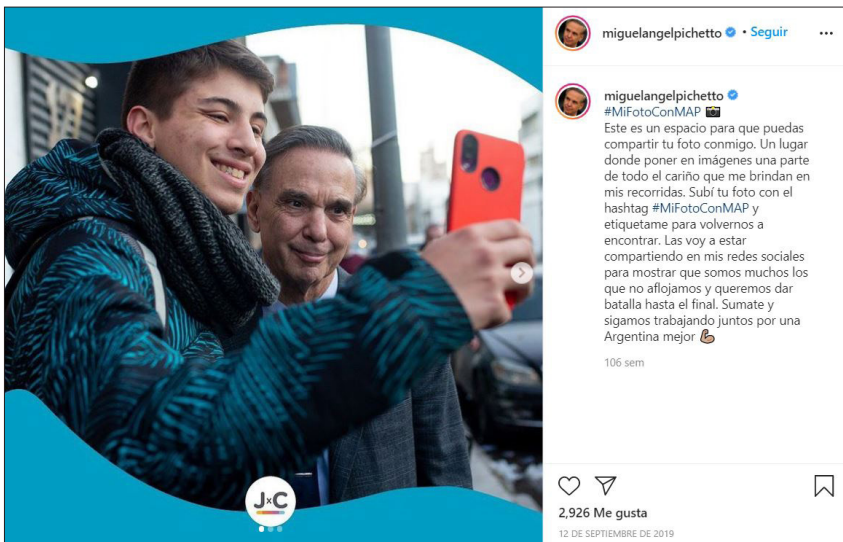 miguelangelpichetto • Seguir
miguelangelpichetto
#MiFotoConMAP 📸
Este es un espacio para que puedas
compartir tu foto conmigo. Un lugar
donde poner en imágenes una parte
de todo el cariño que me brindan en
mis recorridas. Subí tu foto con el
hashtag #MiFotoConMAP y
etiquetame para volvernos a
encontrar. Las voy a estar
compartiendo en mis redes sociales
para mostrar que somos muchos los
que no aflojamos y queremos dar
batalla hasta el final. Sumate y
sigamos trabajando juntos por una
Argentina mejor 💪🏼
106 sem
JxC
2,926 Me gusta
12 DE SEPTIEMBRE DE 2019